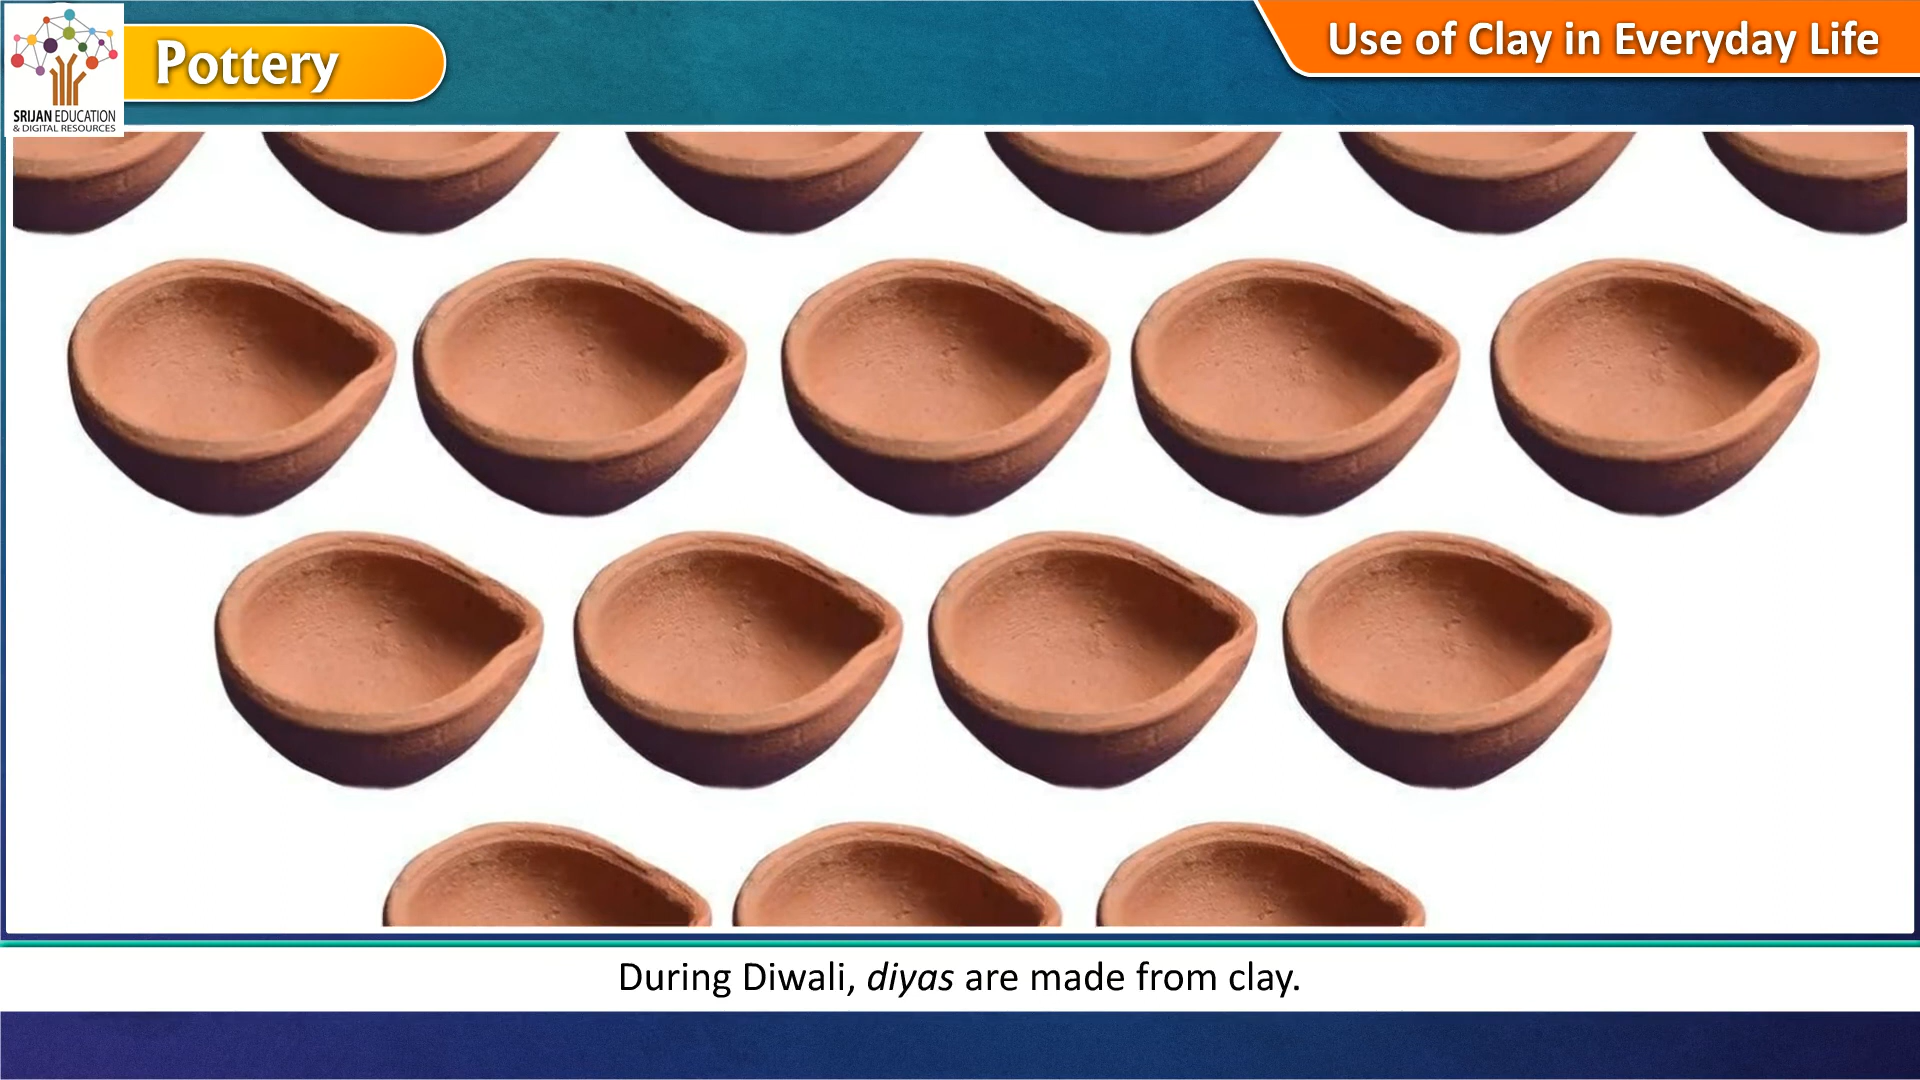 Pottery
Use of Clay in Everyday Life
SRIJAN EDUCATION
& DIGITAL RESOURCES
During Diwali, diyas are made from clay.